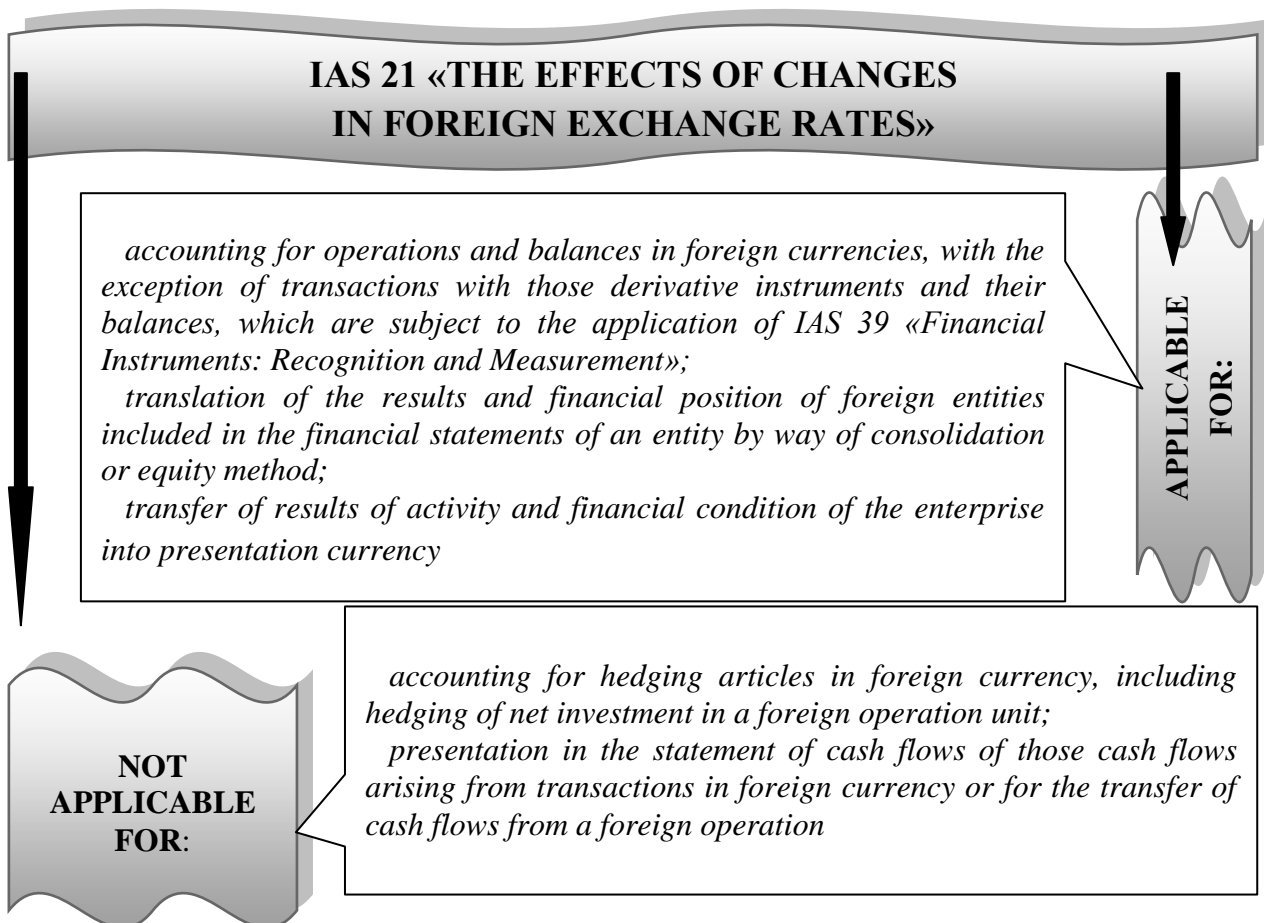 IAS 21 «THE EFFECTS OF CHANGES
IN FOREIGN EXCHANGE RATES»
accounting for operations and balances in foreign currencies, with the
exception of transactions with those derivative instruments and their
balances, which are subject to the application of IAS 39 «Financial
Instruments: Recognition and Measurement»;
translation of the results and financial position of foreign entities
included in the financial statements of an entity by way of consolidation
or equity method;
transfer of results of activity and financial condition of the enterprise
into presentation currency
APPLICABLE
FOR:
accounting for hedging articles in foreign currency, including
hedging of net investment in a foreign operation unit;
presentation in the statement of cash flows of those cash flows
arising from transactions in foreign currency or for the transfer of
cash flows from a foreign operation
NOT
APPLICABLE
FOR: